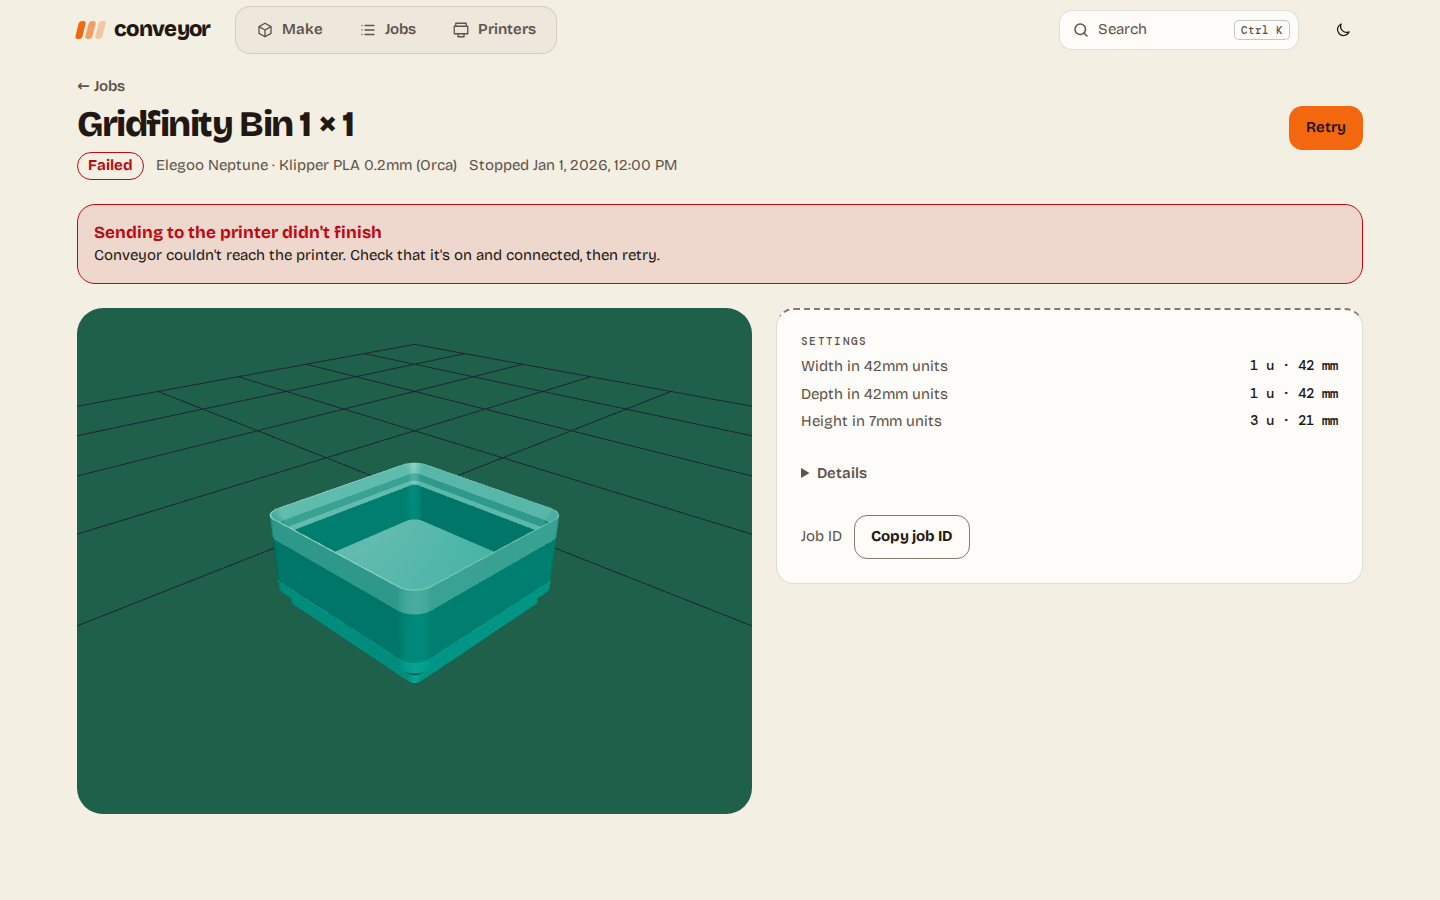 conveyor
Make
Jobs
Printers
Search
Ctrl K
← Jobs
Gridfinity Bin 1 × 1
Retry
Failed
Elegoo Neptune · Klipper PLA 0.2mm (Orca)
Stopped Jan 1, 2026, 12:00 PM
Sending to the printer didn't finish
Conveyor couldn't reach the printer. Check that it's on and connected, then retry.
SETTINGS
Width in 42mm units 1 u · 42 mm
Depth in 42mm units 1 u · 42 mm
Height in 7mm units 3 u · 21 mm
Details
Job ID
Copy job ID